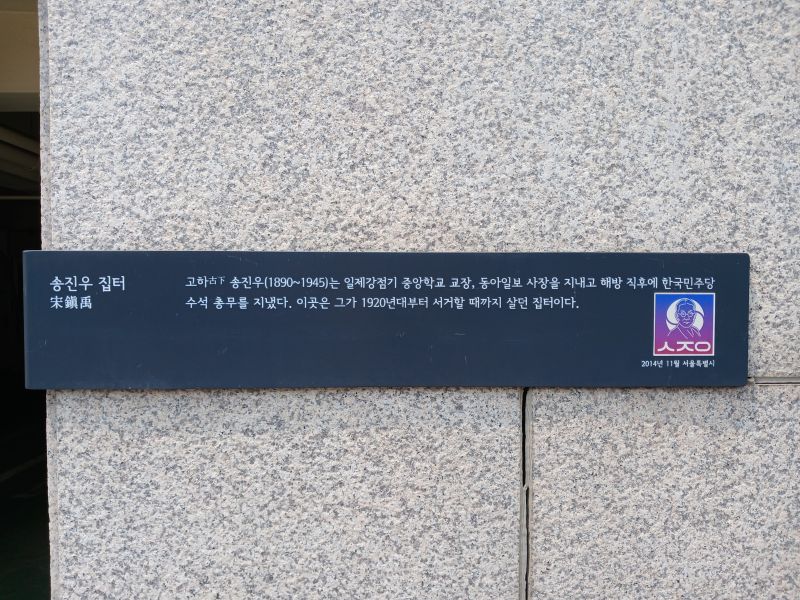 송진우 집터
宋鎭禹
고하古下 송진우(1890~1945)는 일제강점기 중앙학교 교장, 동아일보 사장을 지내고 해방 직후에 한국민주당
수석 총무를 지냈다. 이곳은 그가 1920년대부터 서거할 때까지 살던 집터이다.
ㅅㅈㅇ
2014년 11월 서울특별시